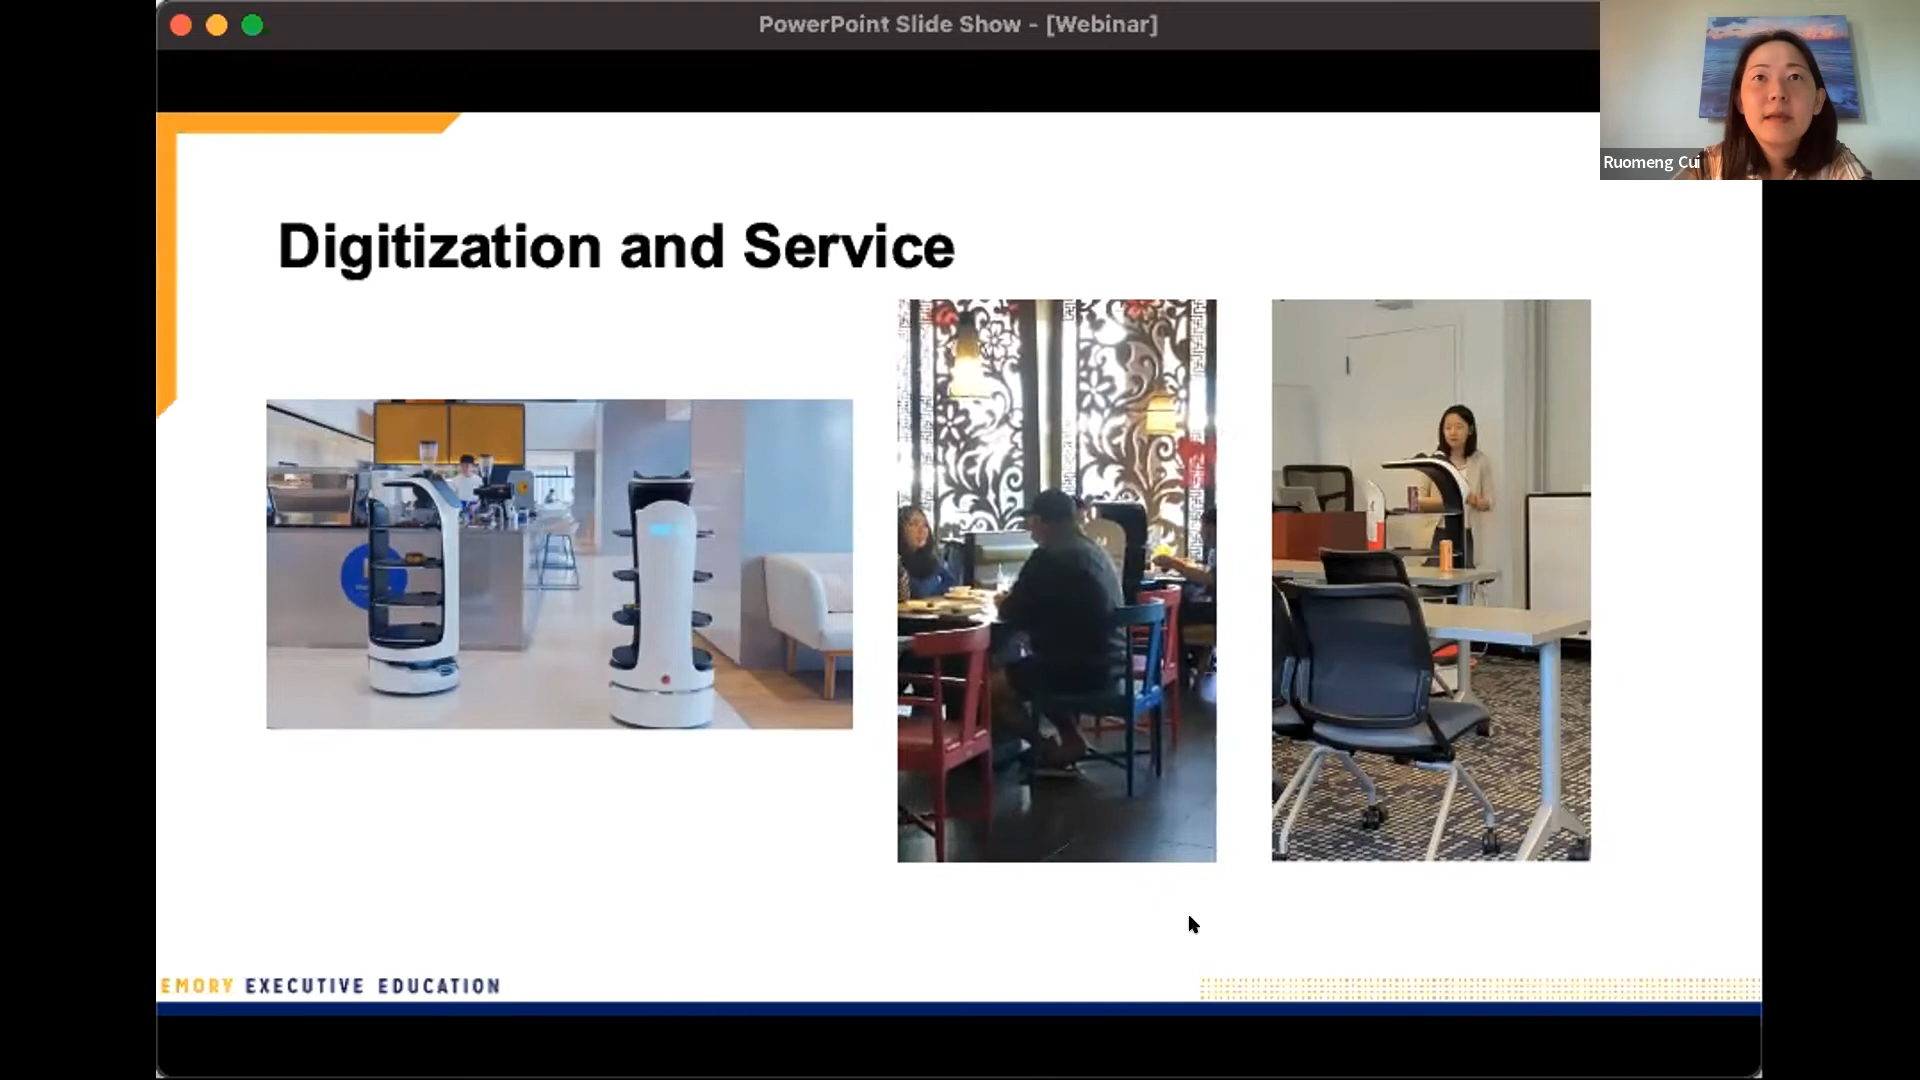 PowerPoint Slide Show - [Webinar]
Ruomeng Cui
Digitization and Service
EMORY EXECUTIVE EDUCATION